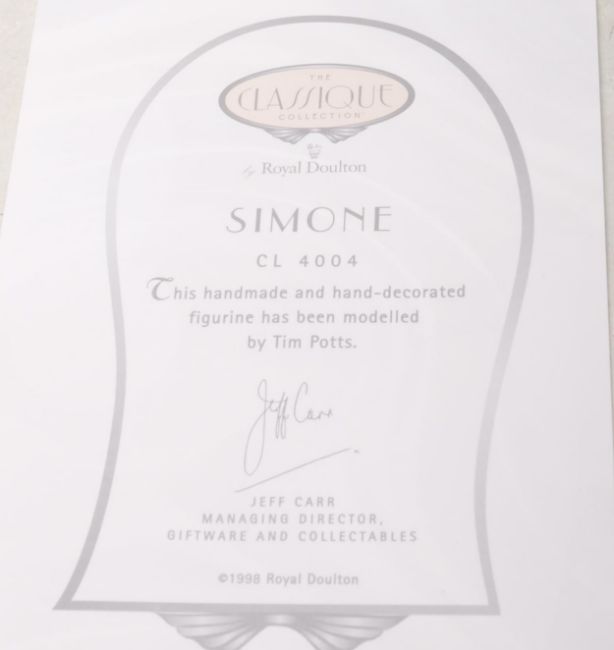 THE
CLASSIQUE
COLLECTION
by Royal Doulton
SIMONE
CL 4004
This handmade and hand-decorated
figurine has been modelled
by Tim Potts.
Jeff Carr
JEFF CARR
MANAGING DIRECTOR,
GIFTWARE AND COLLECTABLES
©1998 Royal Doulton